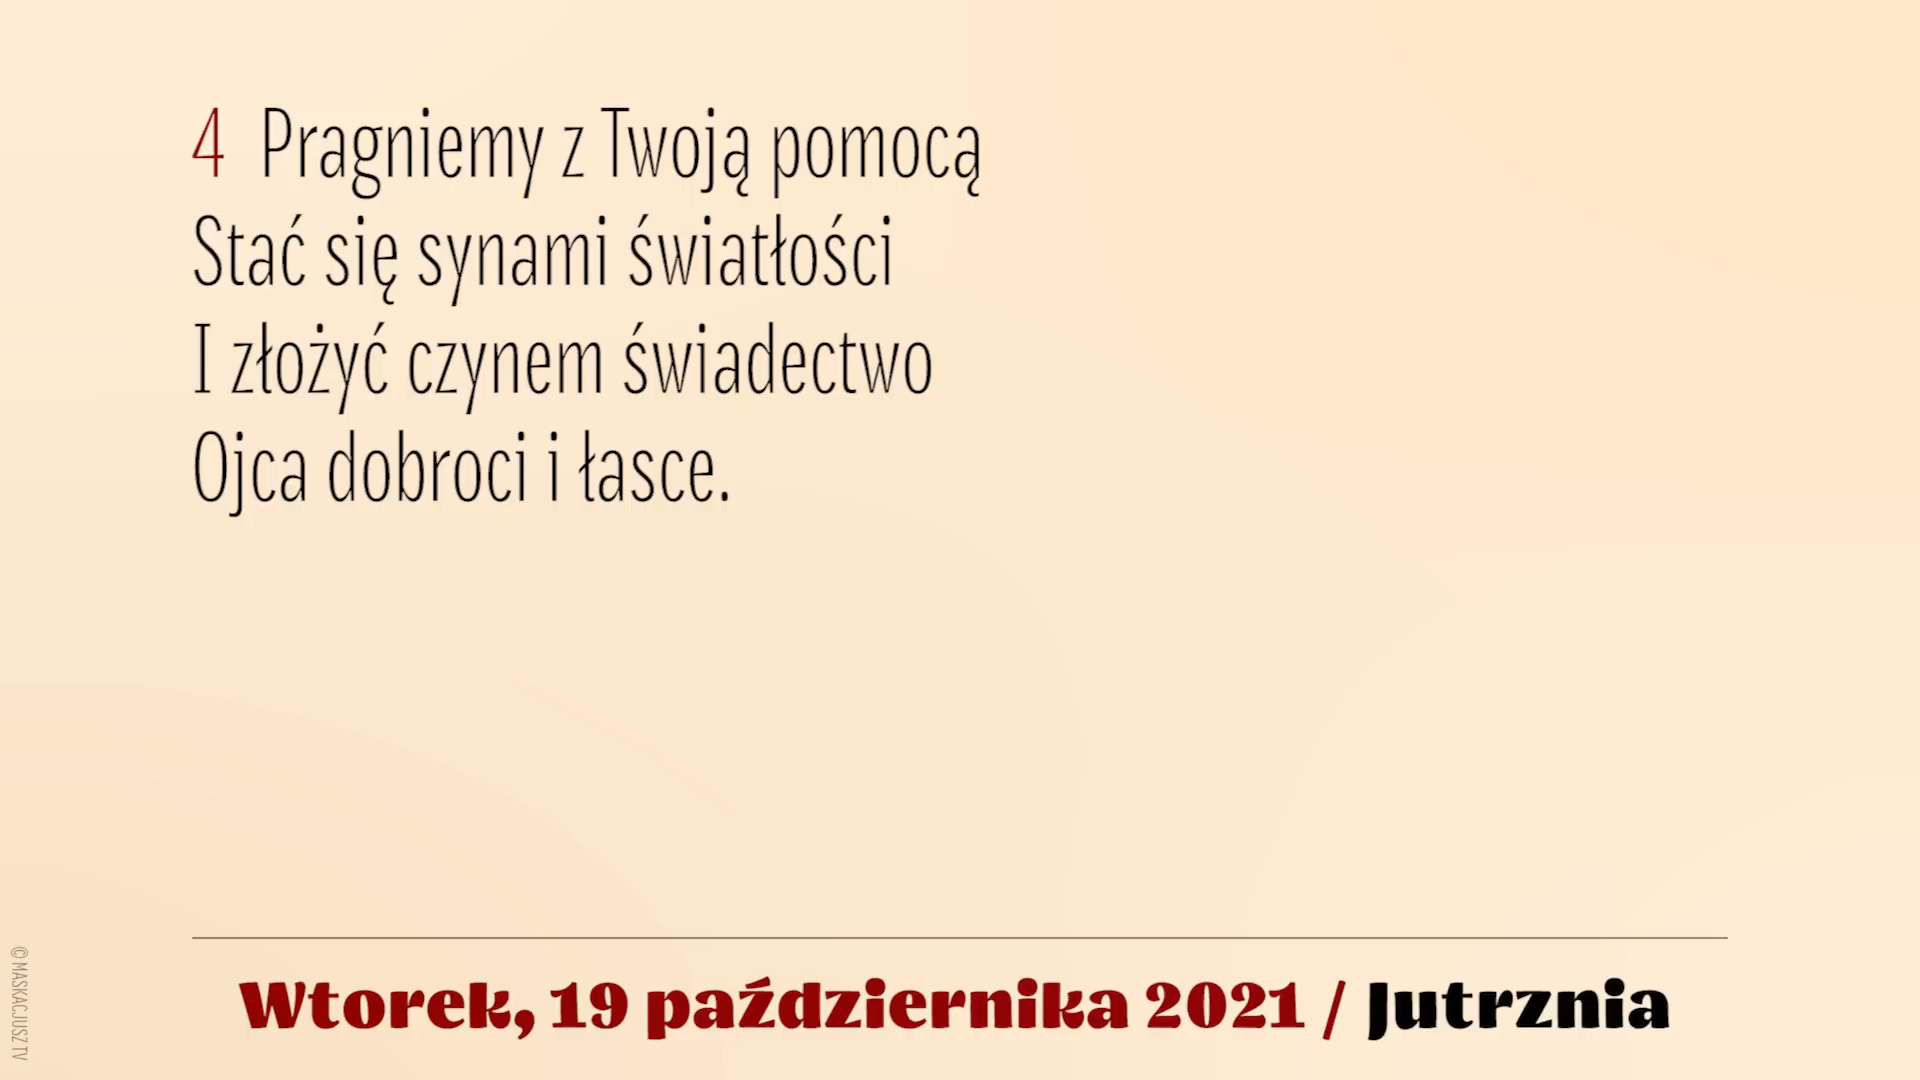 4 Pragniemy z Twoją pomocą
Stać się synami światłości
I złożyć czynem świadectwo
Ojca dobroci i łasce.
Wtorek, 19 października 2021 / Jutrznia
© MASKACJUSZ TV